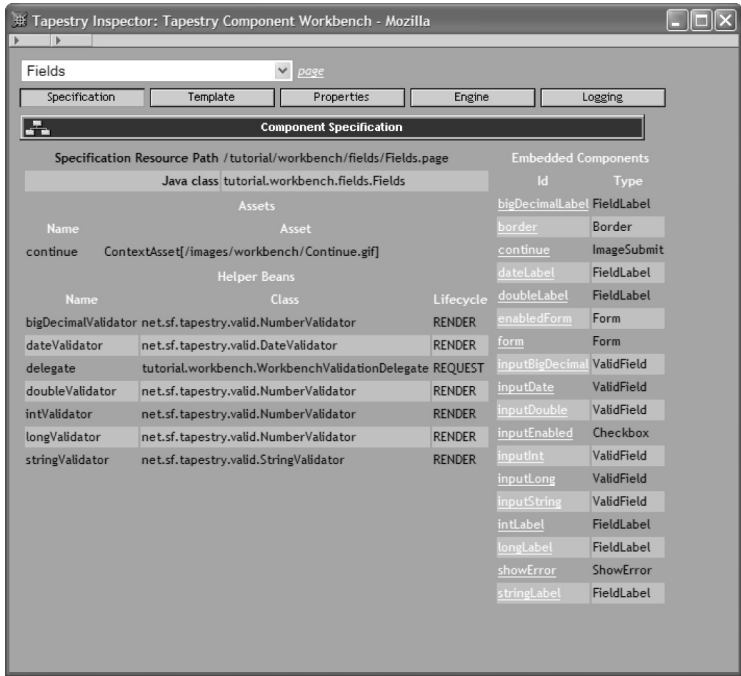 Tapestry Inspector: Tapestry Component Workbench - Mozilla
Fields page
Specification Template Properties Engine Logging
Component Specification
Specification Resource Path /tutorial/workbench/fields/Fields.page
Java class tutorial.workbench.fields.Fields
Assets
Name Asset
continue ContextAsset[/images/workbench/Continue.gif]
Helper Beans
Name Class Lifecycle
bigDecimalValidator net.sf.tapestry.valid.NumberValidator RENDER
dateValidator net.sf.tapestry.valid.DateValidator RENDER
delegate tutorial.workbench.WorkbenchValidationDelegate REQUEST
doubleValidator net.sf.tapestry.valid.NumberValidator RENDER
intValidator net.sf.tapestry.valid.NumberValidator RENDER
longValidator net.sf.tapestry.valid.NumberValidator RENDER
stringValidator net.sf.tapestry.valid.StringValidator RENDER
Embedded Components
Id Type
bigDecimalLabel FieldLabel
border Border
continue ImageSubmit
dateLabel FieldLabel
doubleLabel FieldLabel
enabledForm Form
form Form
inputBigDecimal ValidField
inputDate ValidField
inputDouble ValidField
inputEnabled Checkbox
inputInt ValidField
inputLong ValidField
inputString ValidField
intLabel FieldLabel
longLabel FieldLabel
showError ShowError
stringLabel FieldLabel